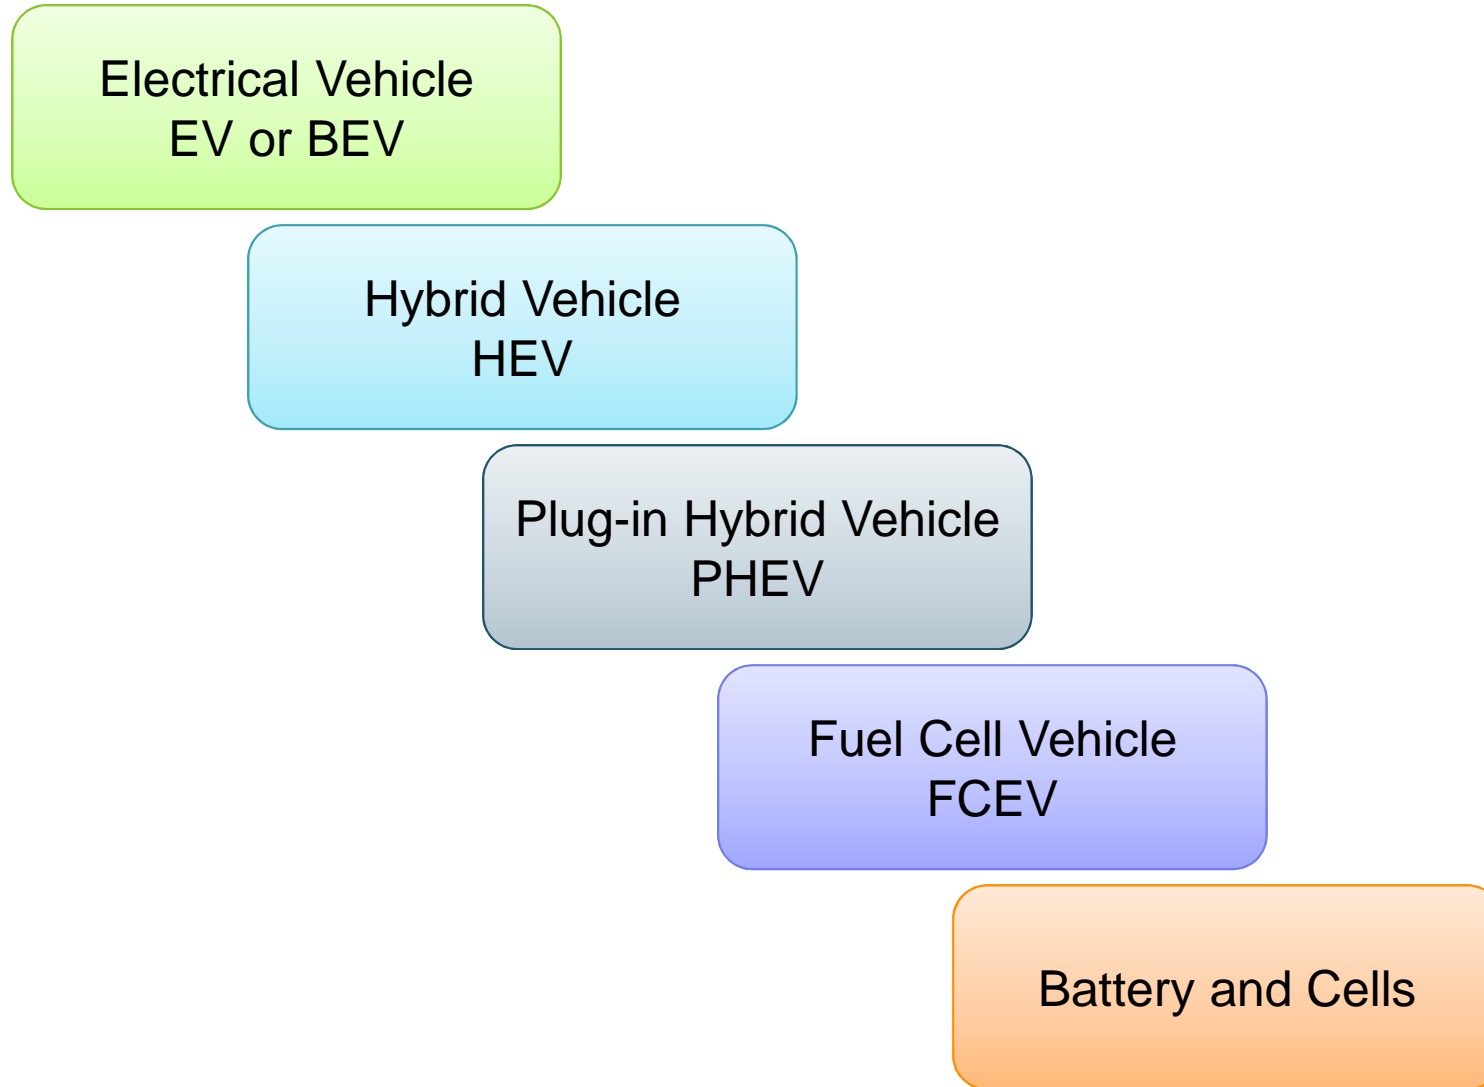 Electrical Vehicle
EV or BEV
Hybrid Vehicle
HEV
Plug-in Hybrid Vehicle
PHEV
Fuel Cell Vehicle
FCEV
Battery and Cells